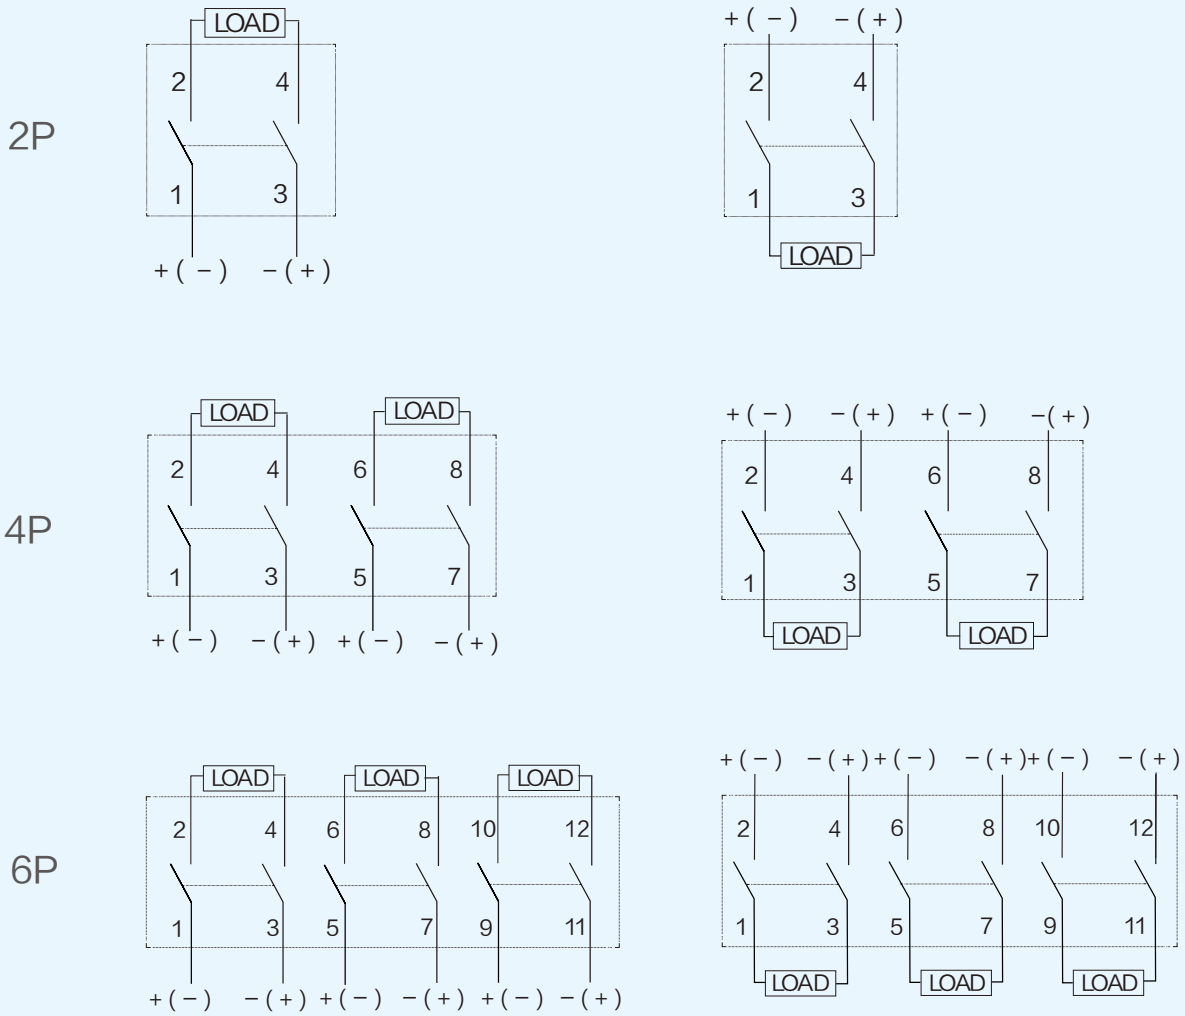 LOAD
2 4
1 3
+ ( − ) − ( + )
+ ( − ) − ( + )
2 4
1 3
LOAD
2P
LOAD LOAD
2 4 6 8
1 3 5 7
+ ( − ) − ( + ) + ( − ) − ( + )
+ ( − ) − ( + ) + ( − ) − ( + )
2 4 6 8
1 3 5 7
LOAD LOAD
4P
LOAD LOAD LOAD
2 4 6 8 10 12
1 3 5 7 9 11
+ ( − ) − ( + ) + ( − ) − ( + ) + ( − ) − ( + )
+ ( − ) − ( + ) + ( − ) − ( + ) + ( − ) − ( + )
2 4 6 8 10 12
1 3 5 7 9 11
LOAD LOAD LOAD
6P